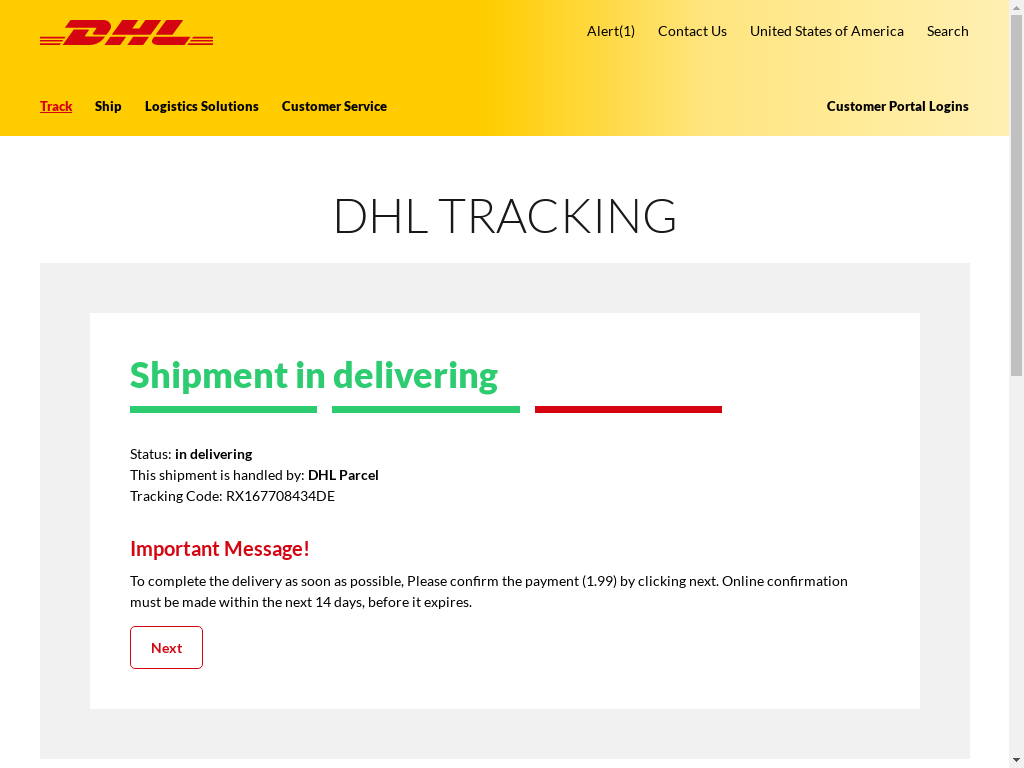 DHL
Alert(1) Contact Us United States of America Search
Track Ship Logistics Solutions Customer Service Customer Portal Logins
DHL TRACKING
Shipment in delivering
Status: in delivering
This shipment is handled by: DHL Parcel
Tracking Code: RX167708434DE
Important Message!
To complete the delivery as soon as possible, Please confirm the payment (1.99) by clicking next. Online confirmation
must be made within the next 14 days, before it expires.
Next